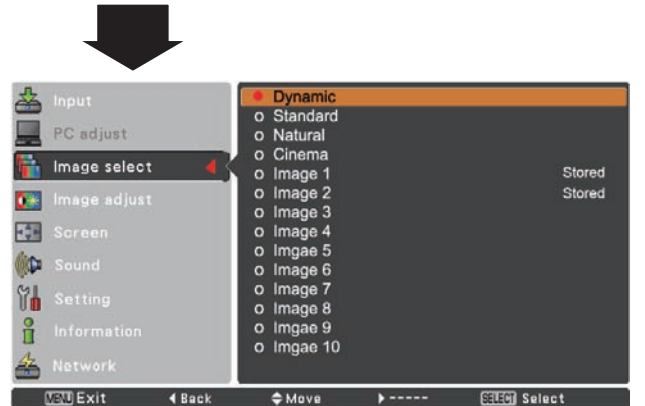 Input
PC adjust
Image select
Image adjust
Screen
Sound
Setting
Information
Network
Dynamic
o Standard
o Natural
o Cinema
o Image 1 Stored
o Image 2 Stored
o Image 3
o Image 4
o Imgae 5
o Image 6
o Image 7
o Image 8
o Imgae 9
o Imgae 10
MENU Exit Back Move ----- SELECT Select